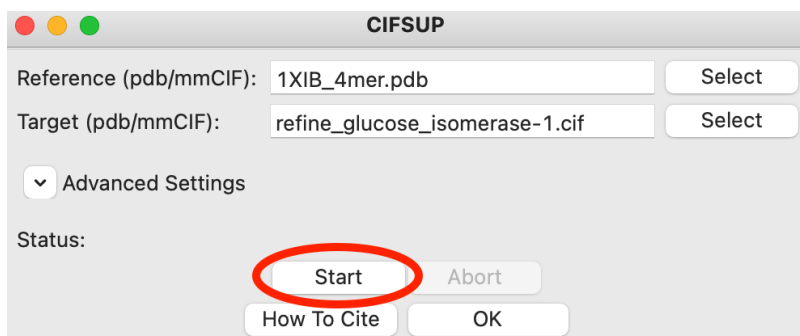 CIFSUP
Reference (pdb/mmCIF): 1XIB_4mer.pdb Select
Target (pdb/mmCIF): refine_glucose_isomerase-1.cif Select
Advanced Settings
Status:
Start Abort
How To Cite OK